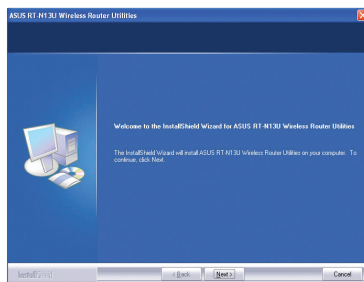 ASUS RT-N13U Wireless Router Utilities
Welcome to the InstallShield Wizard for ASUS RT-N13U Wireless Router Utilities
The InstallShield Wizard will install ASUS RT-N13U Wireless Router Utilities on your computer. To
continue, click Next.
InstallShield
< Back
Next >
Cancel